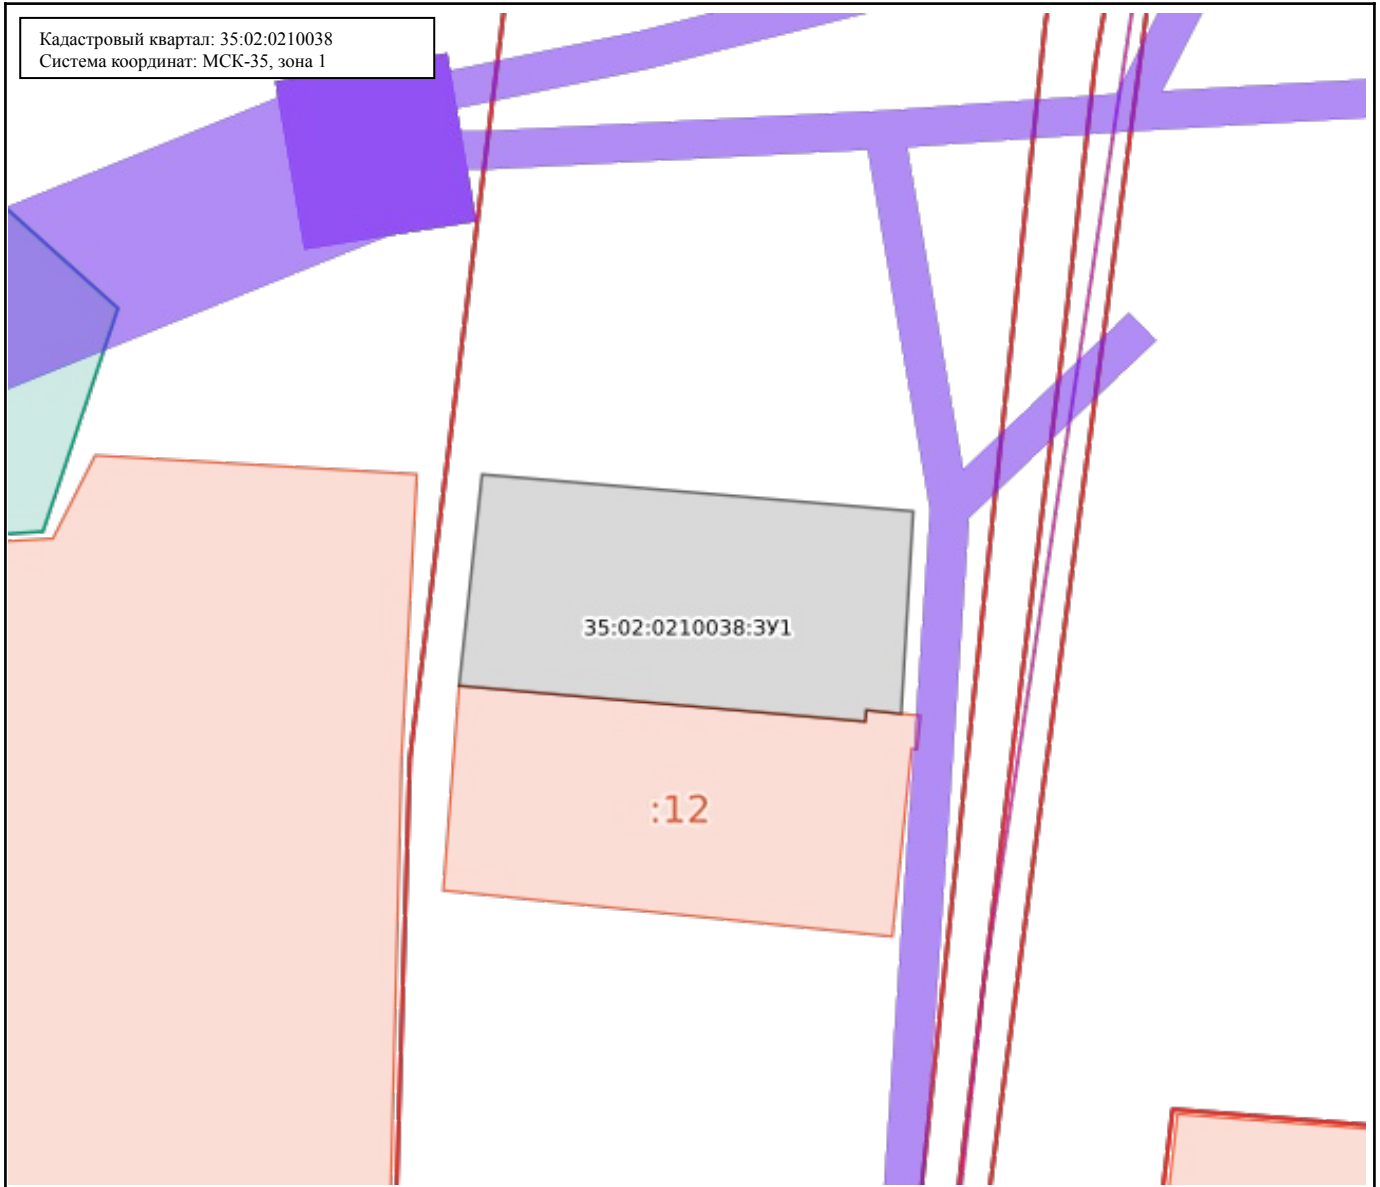 Кадастровый квартал: 35:02:0210038
Система координат: МСК-35, зона 1
35:02:0210038:ЗУ1
:12